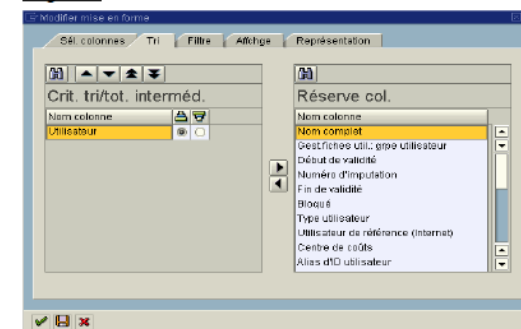 Modifier mise en forme
Sél. colonnes Tri Filtre Affichge Représentation
Crit. tri/tot. interméd.
Nom colonne
Utilisateur
Réserve col.
Nom colonne
Nom complet
Gest.fiches util.: grpe utilisateur
Début de validité
Numéro d'imputation
Fin de validité
Bloqué
Type utilisateur
Utilisateur de référence (Internet)
Centre de coûts
Alias d'ID utilisateur